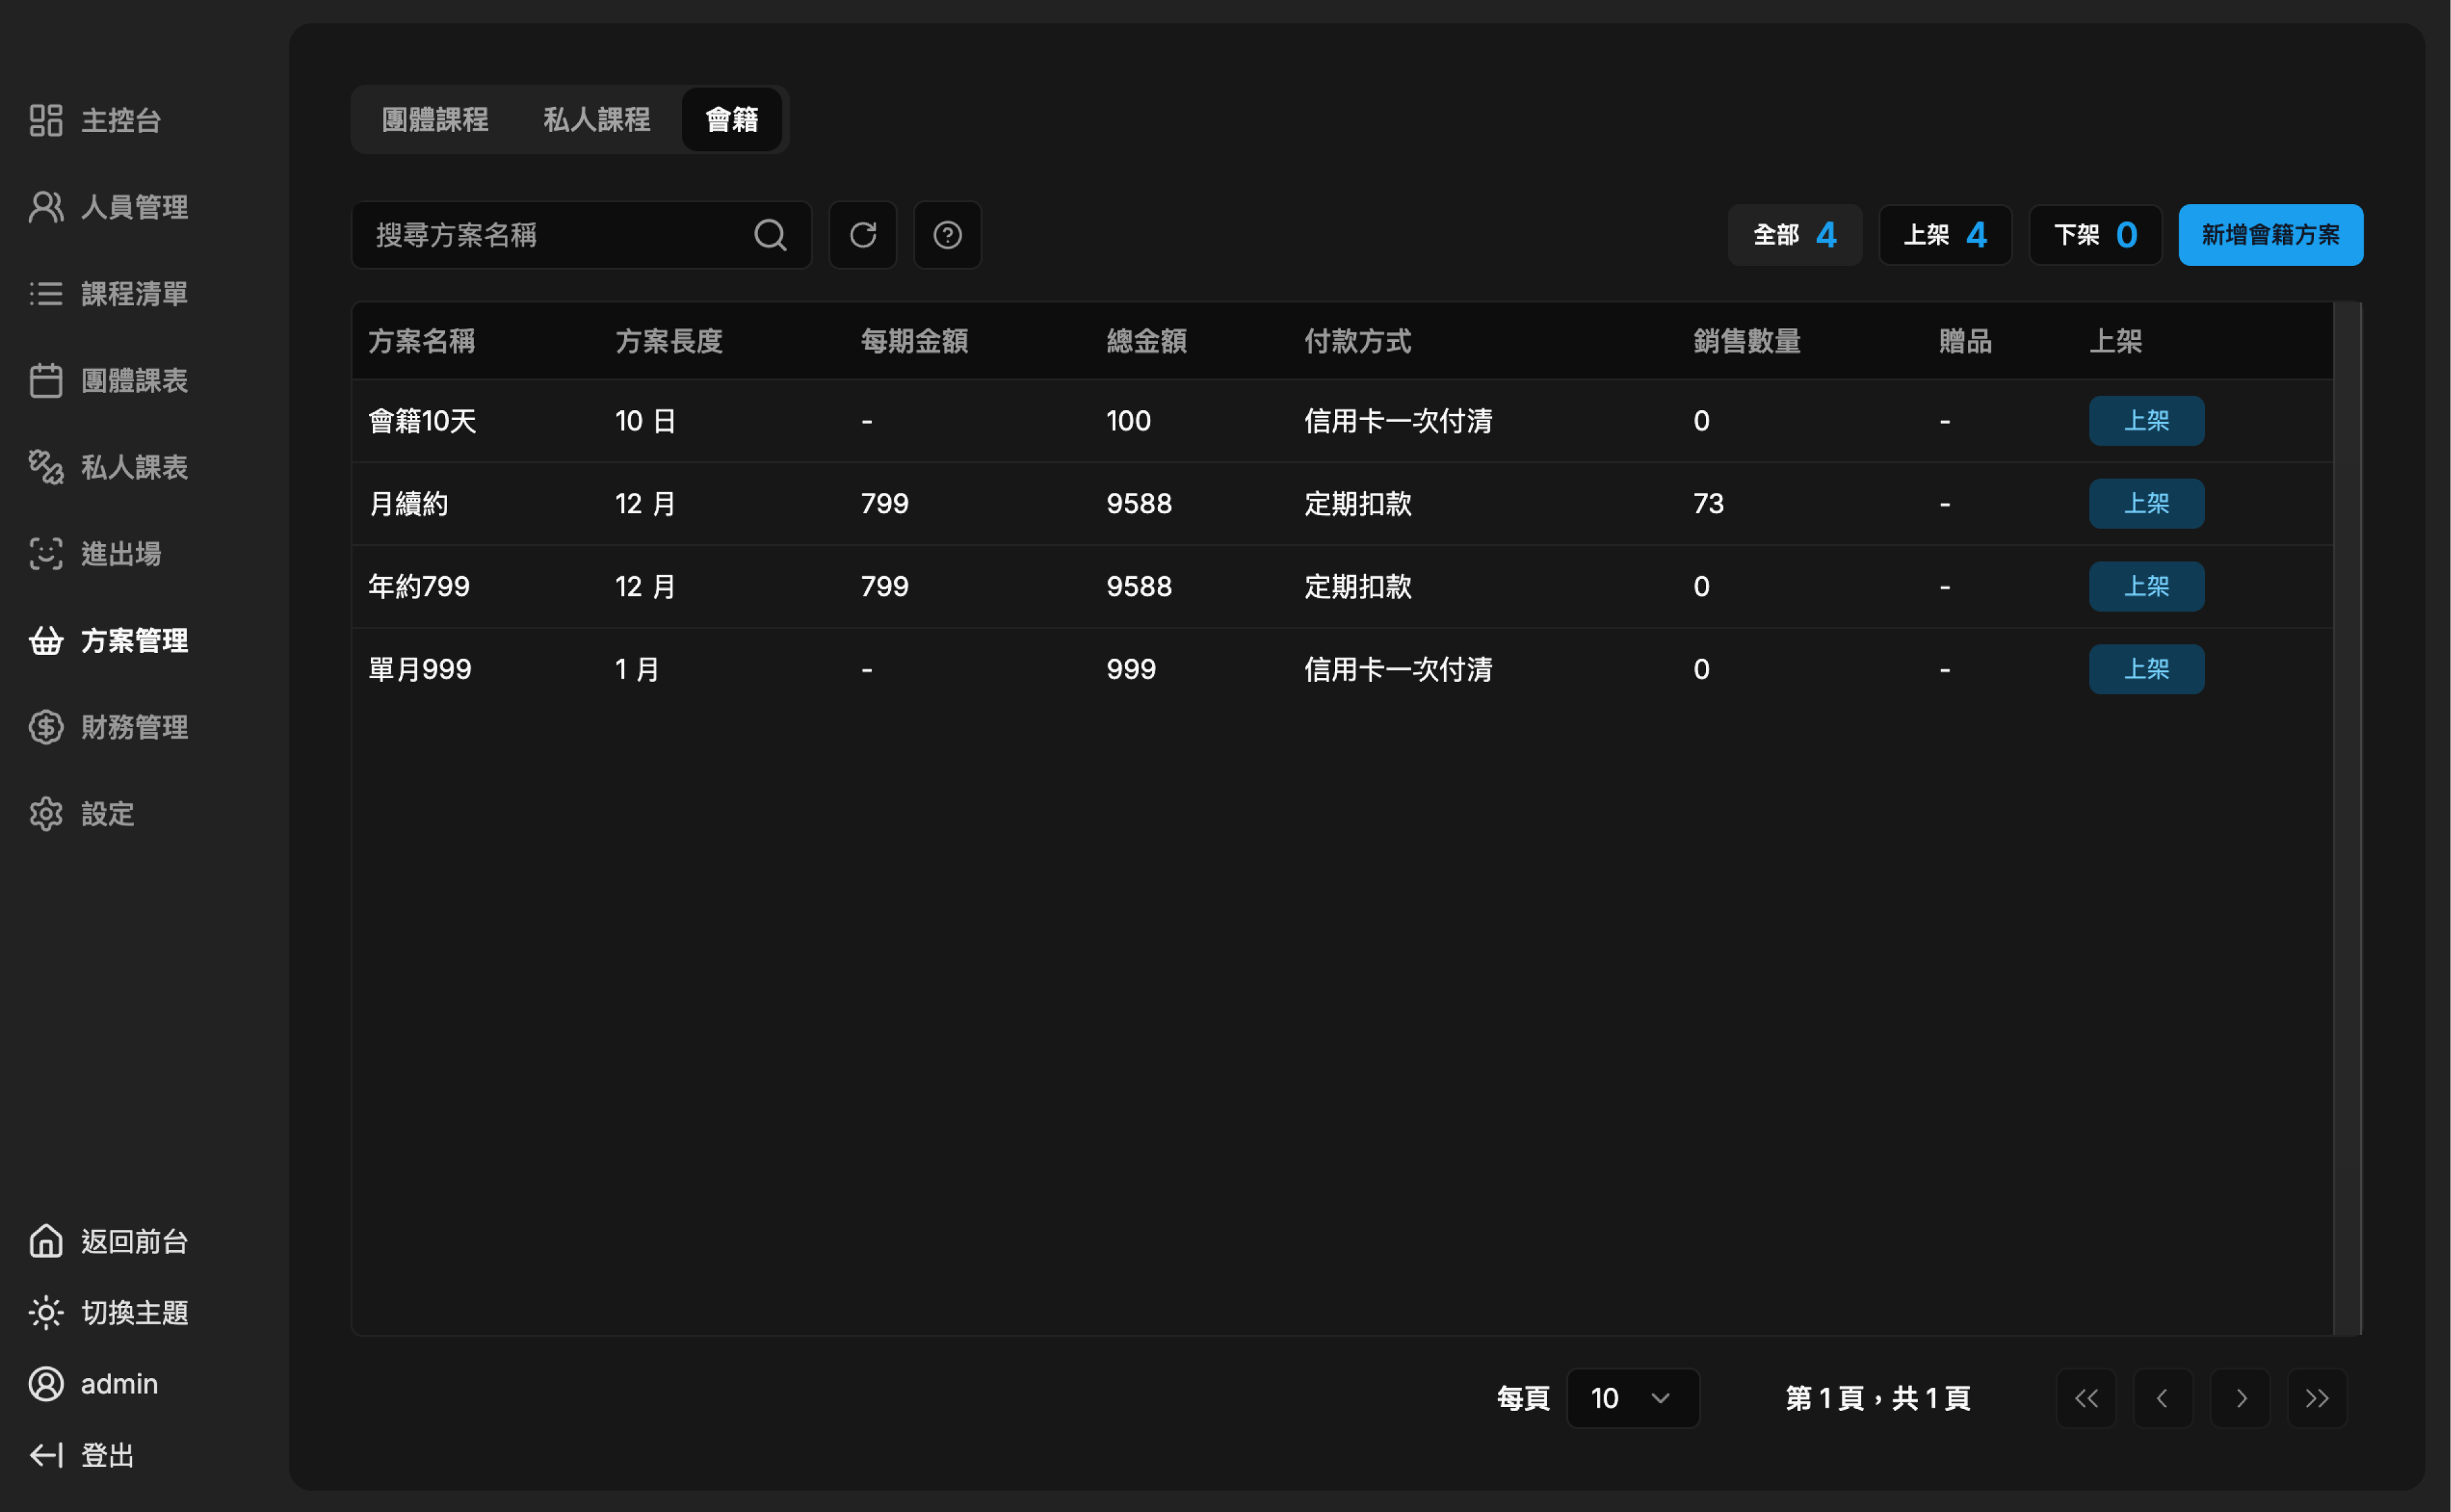 主控台
人員管理
課程清單
團體課表
私人課表
進出場
方案管理
財務管理
設定
返回前台
切換主題
admin
登出
團體課程 私人課程 會籍
搜尋方案名稱
全部 4 上架 4 下架 0 新增會籍方案
方案名稱 方案長度 每期金額 總金額 付款方式 銷售數量 贈品 上架
會籍10天 10 日 - 100 信用卡一次付清 0 - 上架
月續約 12 月 799 9588 定期扣款 73 - 上架
年約799 12 月 799 9588 定期扣款 0 - 上架
單月999 1 月 - 999 信用卡一次付清 0 - 上架
每頁 10 第 1 頁，共 1 頁